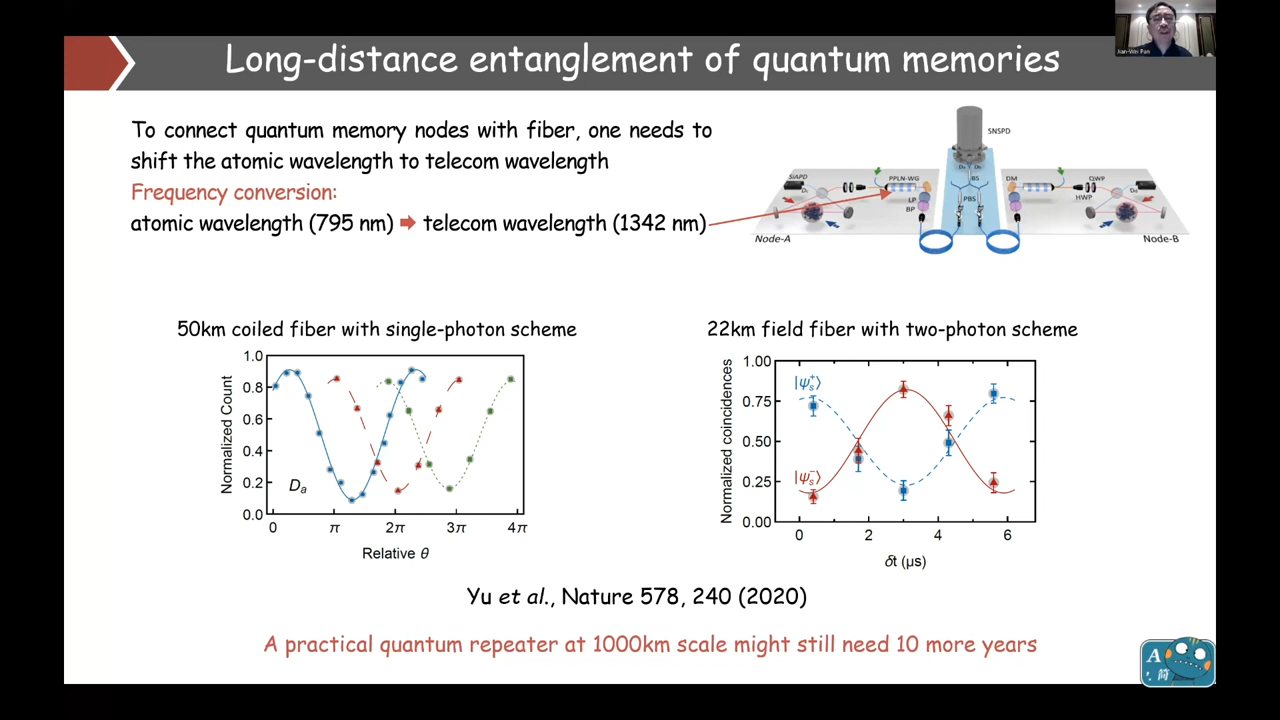 Long-distance entanglement of quantum memories
Jian-Wei Pan
To connect quantum memory nodes with fiber, one needs to
shift the atomic wavelength to telecom wavelength
Frequency conversion:
atomic wavelength (795 nm) telecom wavelength (1342 nm)
SNSPD
SiAPD
PPLN-WG
BS
DM
QWP
LP
BP
PBS
HWP
Node-A
Node-B
50km coiled fiber with single-photon scheme
Normalized Count
1.0
0.8
0.6
0.4
0.2
0.0
Da
0 π 2π 3π 4π
Relative θ
22km field fiber with two-photon scheme
Normalized coincidences
1.00
0.75
0.50
0.25
0.00
|ψs+⟩
|ψs-⟩
0 2 4 6
δt (μs)
Yu et al., Nature 578, 240 (2020)
A practical quantum repeater at 1000km scale might still need 10 more years
A
简